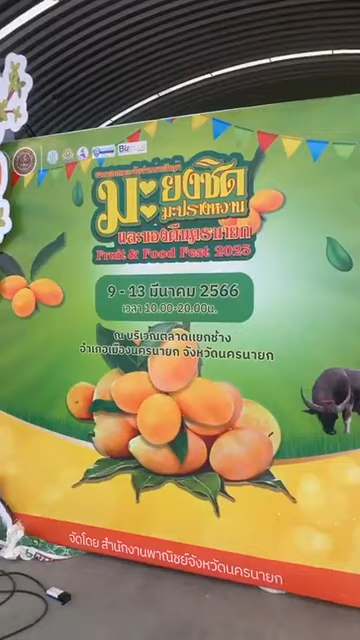 มะยงชิด
มะปรางหวาน
และของดีนครนายก
Fruit & Food Fest 2023
9 - 13 มีนาคม 2566
เวลา 10.00-20.00น.
ณ บริเวณตลาดแยกช้าง
อำเภอเมืองนครนายก จังหวัดนครนายก
จัดโดย สำนักงานพาณิชย์จังหวัดนครนายก